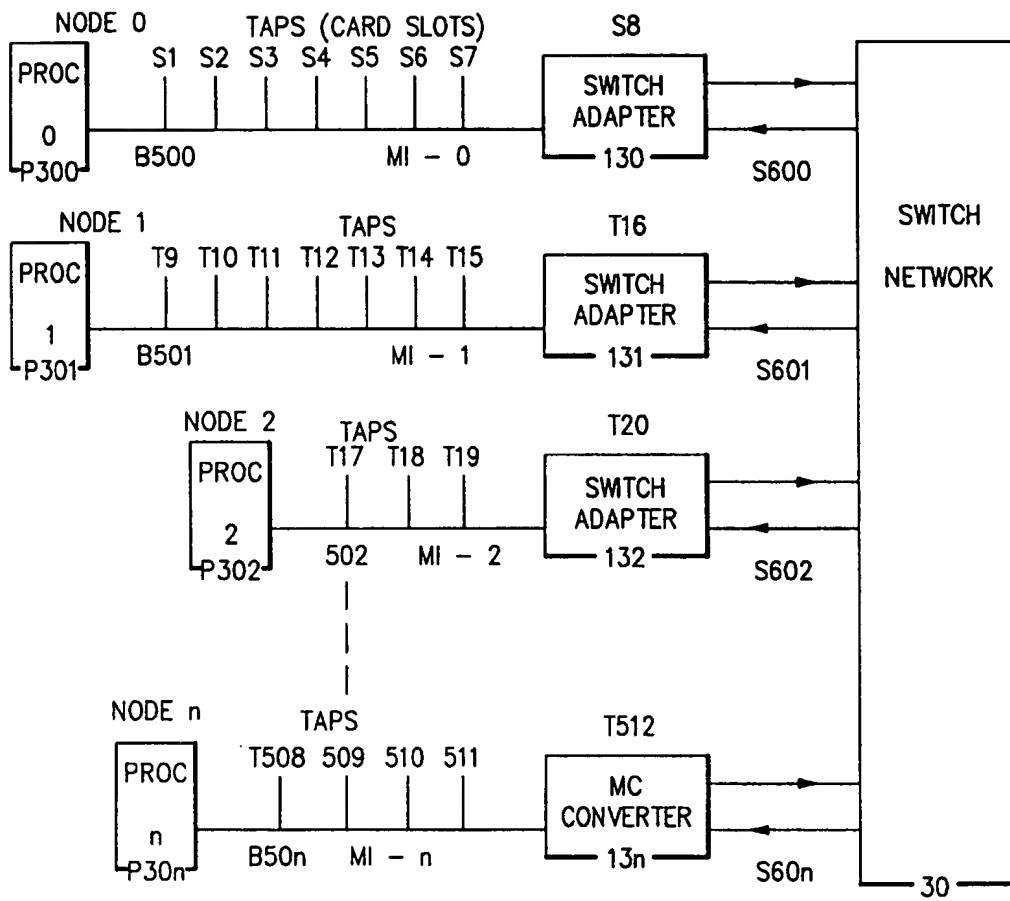 NODE 0 TAPS (CARD SLOTS) S8
PROC S1 S2 S3 S4 S5 S6 S7 SWITCH ADAPTER
0
P300 B500 MI - 0 130 S600
NODE 1 TAPS T16
PROC T9 T10 T11 T12 T13 T14 T15 SWITCH ADAPTER
1
P301 B501 MI - 1 131 S601
SWITCH
NETWORK
NODE 2 TAPS T20
PROC T17 T18 T19 SWITCH ADAPTER
2
P302 502 MI - 2 132 S602
NODE n TAPS T512
PROC T508 509 510 511 MC CONVERTER
n
P30n B50n MI - n 13n S60n
30